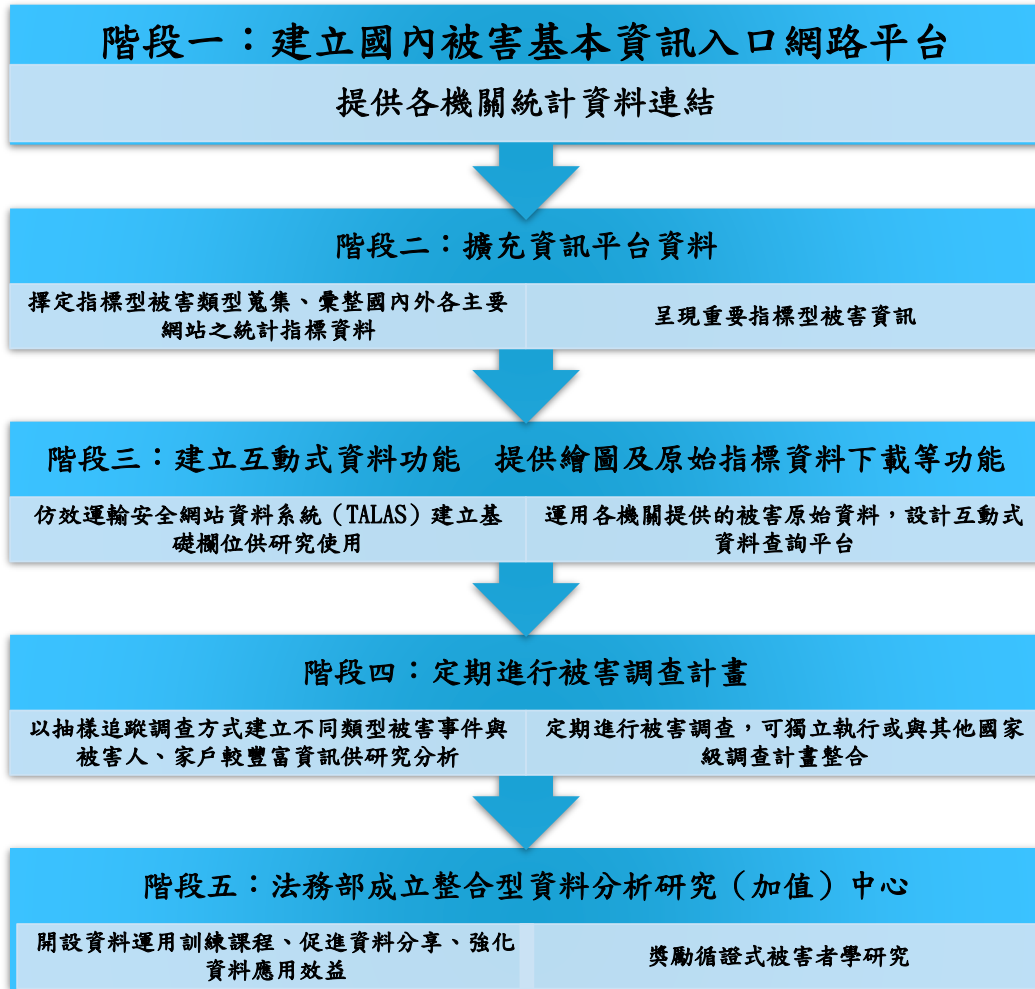 階段一：建立國內被害基本資訊入口網路平台
提供各機關統計資料連結
階段二：擴充資訊平台資料
擇定指標型被害類型蒐集、彙整國內外各主要
網站之統計指標資料
呈現重要指標型被害資訊
階段三：建立互動式資料功能　提供繪圖及原始指標資料下載等功能
仿效運輸安全網站資料系統（TALAS）建立基
礎欄位供研究使用
運用各機關提供的被害原始資料，設計互動式
資料查詢平台
階段四：定期進行被害調查計畫
以抽樣追蹤調查方式建立不同類型被害事件與
被害人、家戶較豐富資訊供研究分析
定期進行被害調查，可獨立執行或與其他國家
級調查計畫整合
階段五：法務部成立整合型資料分析研究（加值）中心
開設資料運用訓練課程、促進資料分享、強化
資料應用效益
獎勵循證式被害者學研究